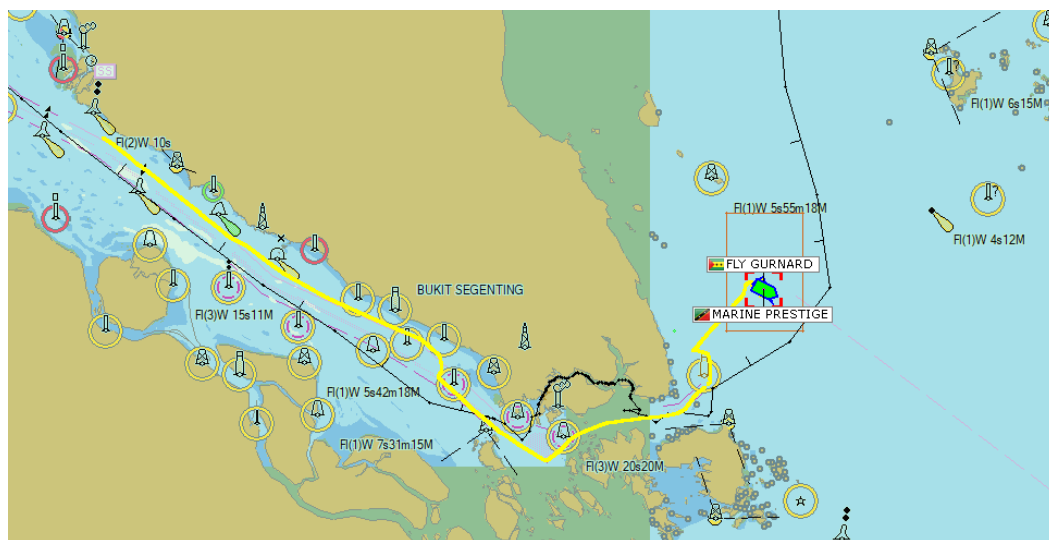 SS
Fl(2)W 10s
Fl(1)W 6s15M
Fl(1)W 5s55m18M
Fl(1)W 4s12M
FLY GURNARD
BUKIT SEGENTING
MARINE PRESTIGE
Fl(3)W 15s11M
Fl(1)W 5s42m18M
Fl(1)W 7s31m15M
Fl(3)W 20s20M